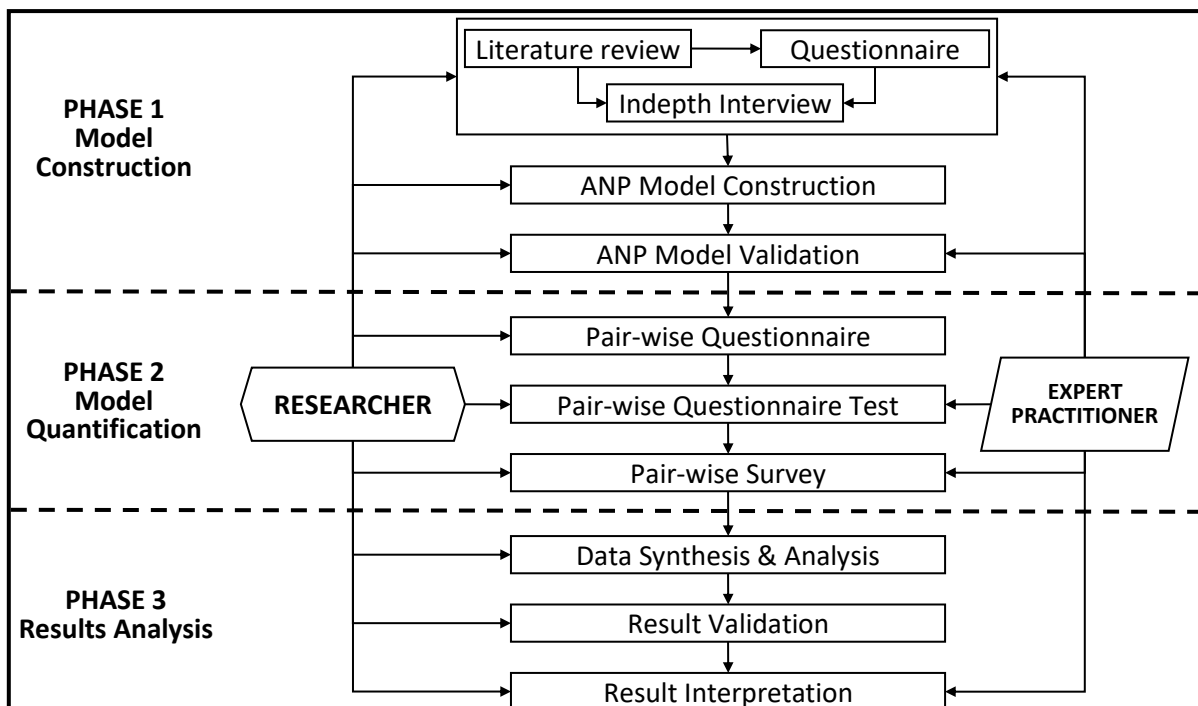 Literature review
Questionnaire
Indepth Interview
PHASE 1
Model
Construction
ANP Model Construction
ANP Model Validation
Pair-wise Questionnaire
PHASE 2
Model
Quantification
RESEARCHER
Pair-wise Questionnaire Test
EXPERT
PRACTITIONER
Pair-wise Survey
Data Synthesis & Analysis
PHASE 3
Results Analysis
Result Validation
Result Interpretation